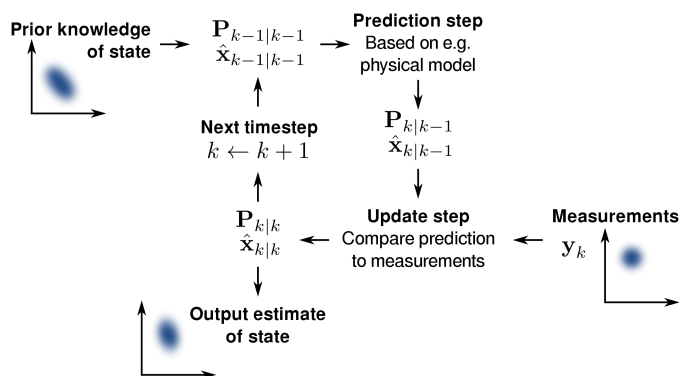 Prior knowledge
of state
P_{k-1|k-1}
x̂_{k-1|k-1}
Prediction step
Based on e.g.
physical model
P_{k|k-1}
x̂_{k|k-1}
Next timestep
k ← k + 1
P_{k|k}
x̂_{k|k}
Update step
Compare prediction
to measurements
Measurements
y_k
Output estimate
of state